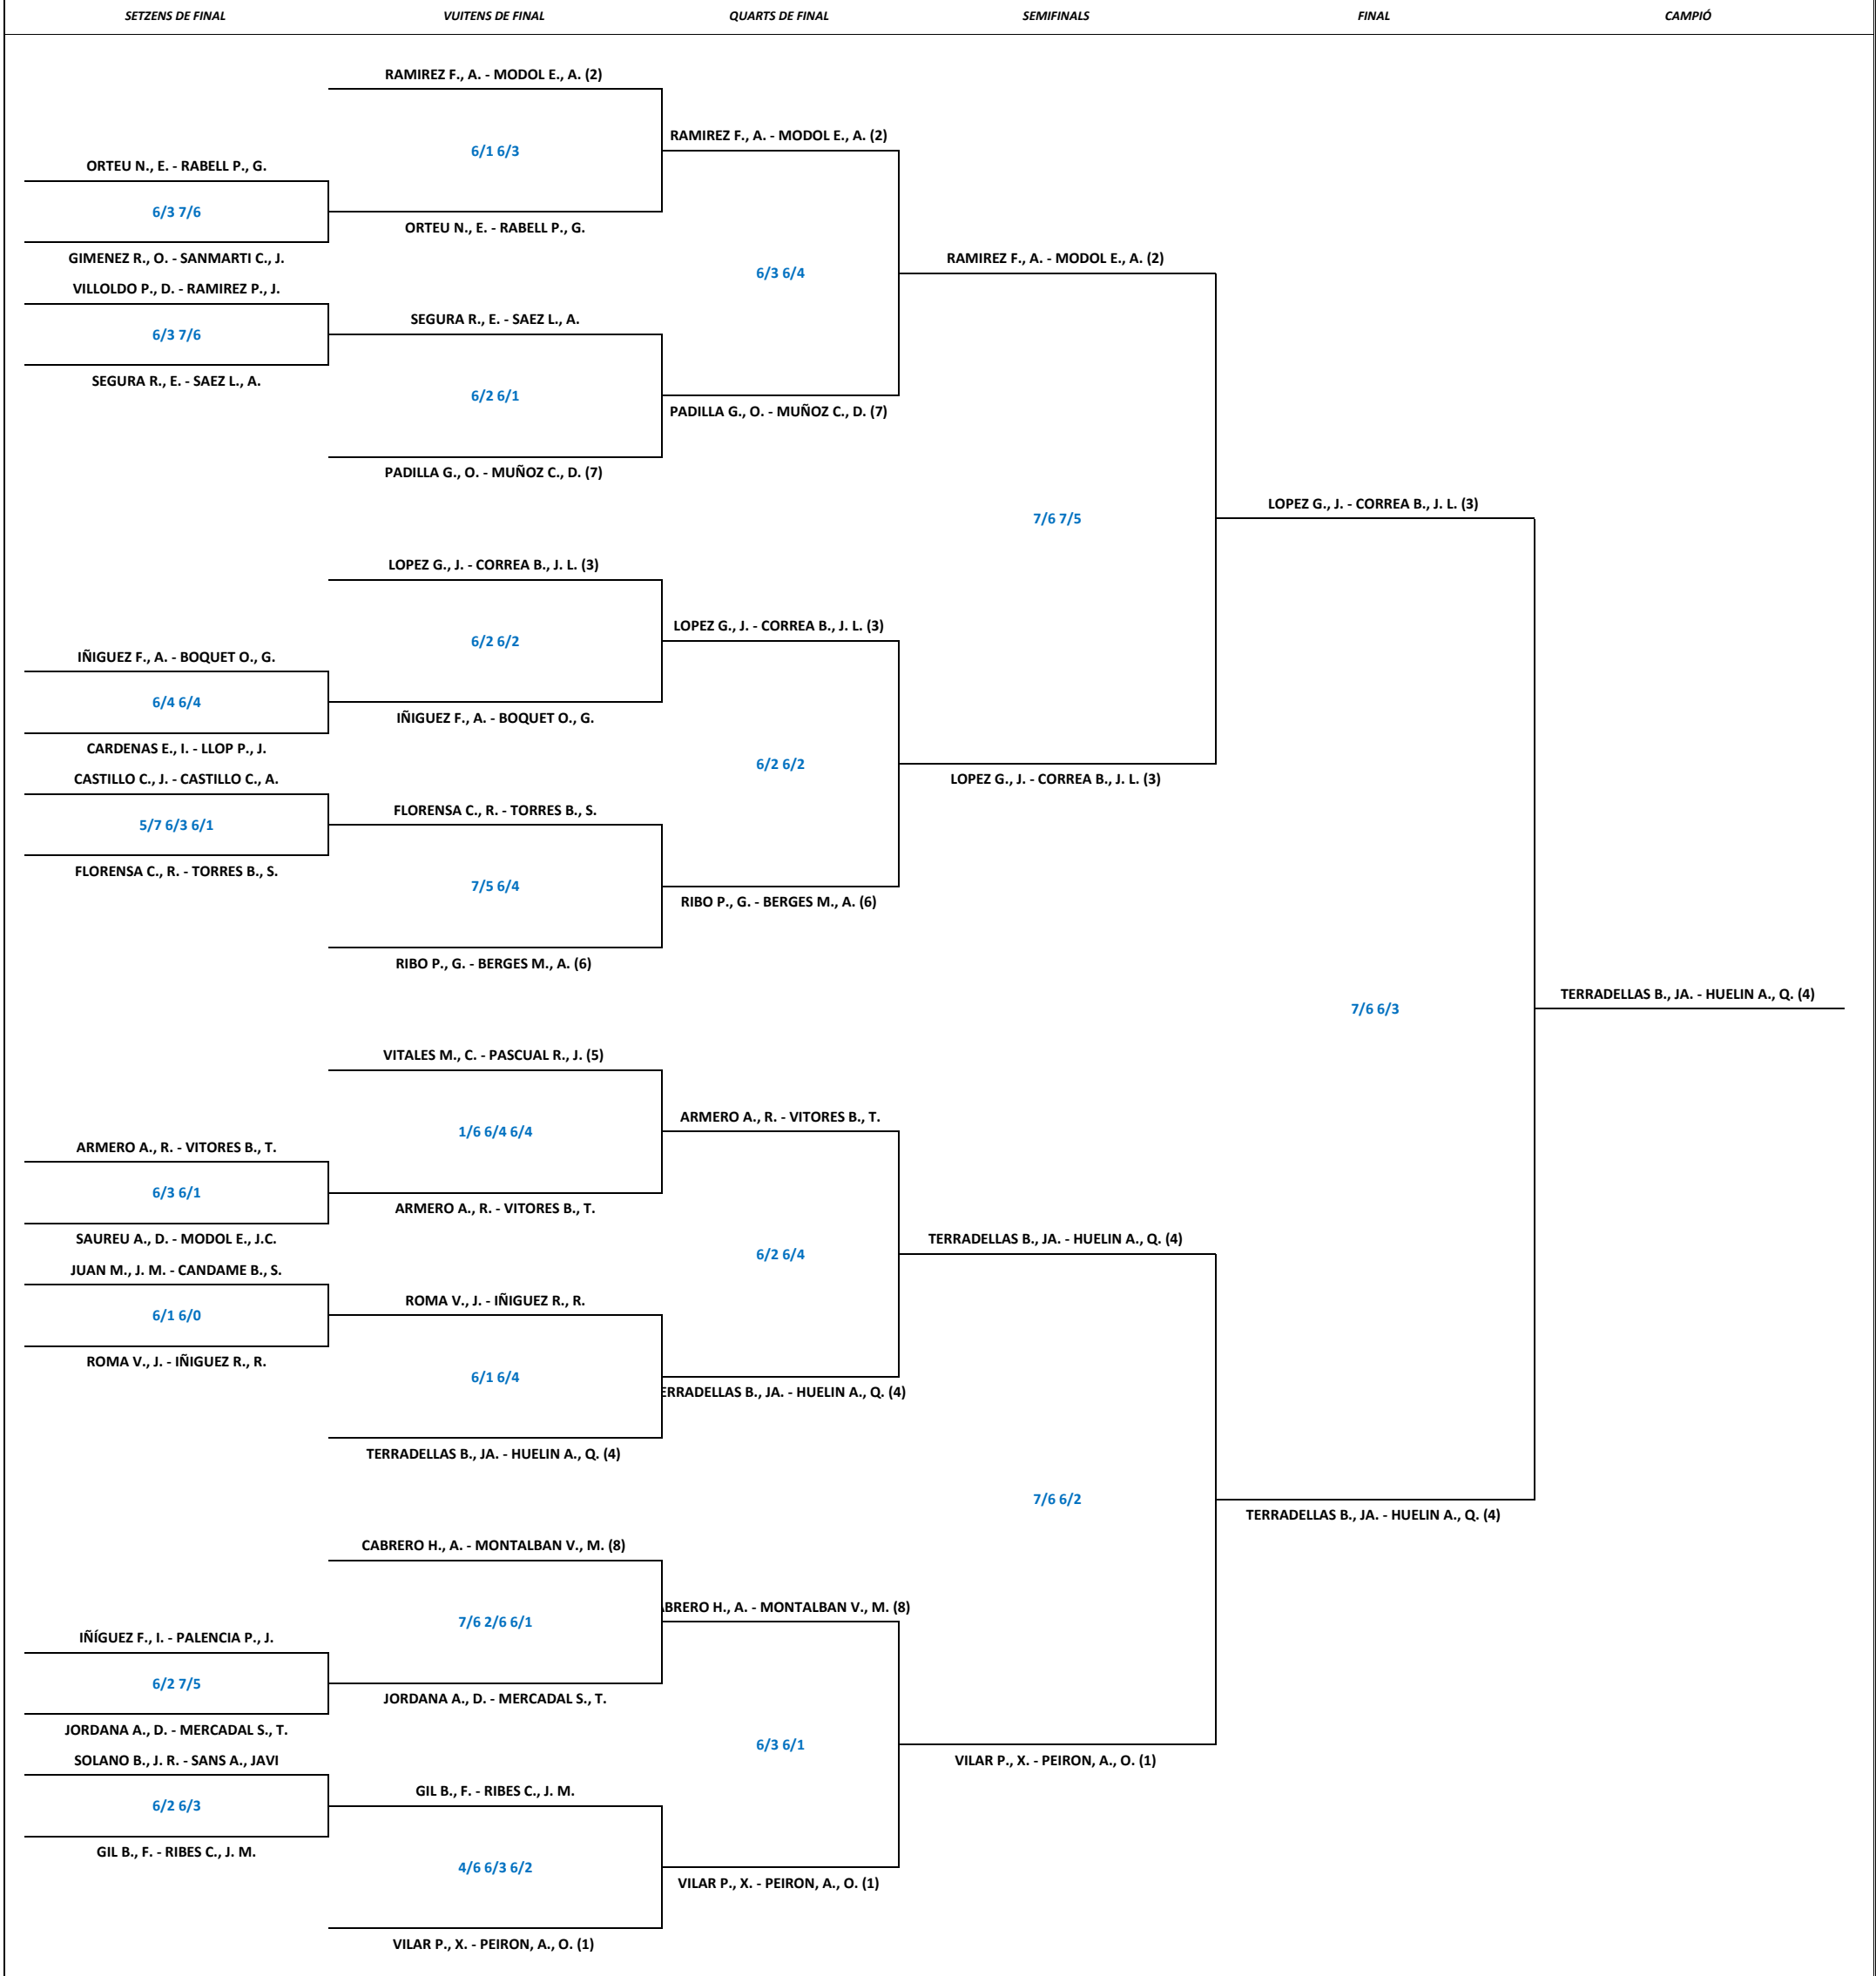 SETZENS DE FINAL VUITENS DE FINAL QUARTS DE FINAL SEMIFINALS FINAL CAMPIÓ
RAMIREZ F., A. - MODOL E., A. (2)
RAMIREZ F., A. - MODOL E., A. (2)
6/1 6/3
ORTEU N., E. - RABELL P., G.
6/3 7/6
ORTEU N., E. - RABELL P., G.
GIMENEZ R., O. - SANMARTI C., J.
RAMIREZ F., A. - MODOL E., A. (2)
6/3 6/4
VILLOLDO P., D. - RAMIREZ P., J.
SEGURA R., E. - SAEZ L., A.
6/3 7/6
SEGURA R., E. - SAEZ L., A.
6/2 6/1
PADILLA G., O. - MUÑOZ C., D. (7)
PADILLA G., O. - MUÑOZ C., D. (7)
LOPEZ G., J. - CORREA B., J. L. (3)
7/6 7/5
LOPEZ G., J. - CORREA B., J. L. (3)
LOPEZ G., J. - CORREA B., J. L. (3)
6/2 6/2
IÑIGUEZ F., A. - BOQUET O., G.
6/4 6/4
IÑIGUEZ F., A. - BOQUET O., G.
CARDENAS E., I. - LLOP P., J.
6/2 6/2
CASTILLO C., J. - CASTILLO C., A.
LOPEZ G., J. - CORREA B., J. L. (3)
FLORENSA C., R. - TORRES B., S.
5/7 6/3 6/1
FLORENSA C., R. - TORRES B., S.
7/5 6/4
RIBO P., G. - BERGES M., A. (6)
RIBO P., G. - BERGES M., A. (6)
TERRADELLAS B., JA. - HUELIN A., Q. (4)
7/6 6/3
VITALES M., C. - PASCUAL R., J. (5)
ARMERO A., R. - VITORES B., T.
1/6 6/4 6/4
ARMERO A., R. - VITORES B., T.
6/3 6/1
ARMERO A., R. - VITORES B., T.
SAUREU A., D. - MODOL E., J.C.
TERRADELLAS B., JA. - HUELIN A., Q. (4)
6/2 6/4
JUAN M., J. M. - CANDAME B., S.
ROMA V., J. - IÑIGUEZ R., R.
6/1 6/0
ROMA V., J. - IÑIGUEZ R., R.
6/1 6/4
ERRADELLAS B., JA. - HUELIN A., Q. (4)
TERRADELLAS B., JA. - HUELIN A., Q. (4)
7/6 6/2
TERRADELLAS B., JA. - HUELIN A., Q. (4)
CABRERO H., A. - MONTALBAN V., M. (8)
ABRERO H., A. - MONTALBAN V., M. (8)
7/6 2/6 6/1
IÑÍGUEZ F., I. - PALENCIA P., J.
6/2 7/5
JORDANA A., D. - MERCADAL S., T.
JORDANA A., D. - MERCADAL S., T.
6/3 6/1
SOLANO B., J. R. - SANS A., JAVI
VILAR P., X. - PEIRON, A., O. (1)
GIL B., F. - RIBES C., J. M.
6/2 6/3
GIL B., F. - RIBES C., J. M.
4/6 6/3 6/2
VILAR P., X. - PEIRON, A., O. (1)
VILAR P., X. - PEIRON, A., O. (1)